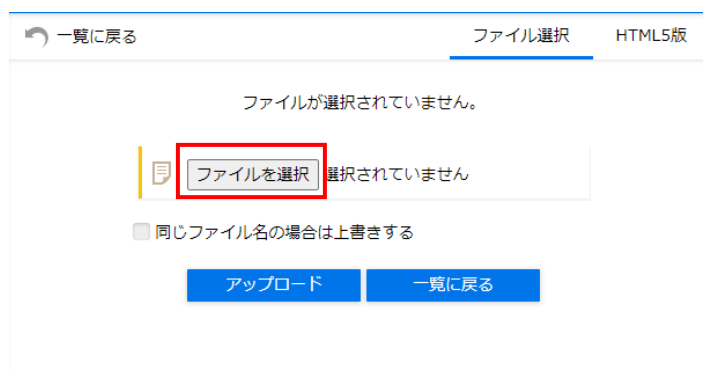 一覧に戻る ファイル選択 HTML5版
ファイルが選択されていません。
ファイルを選択 選択されていません
同じファイル名の場合は上書きする
アップロード 一覧に戻る